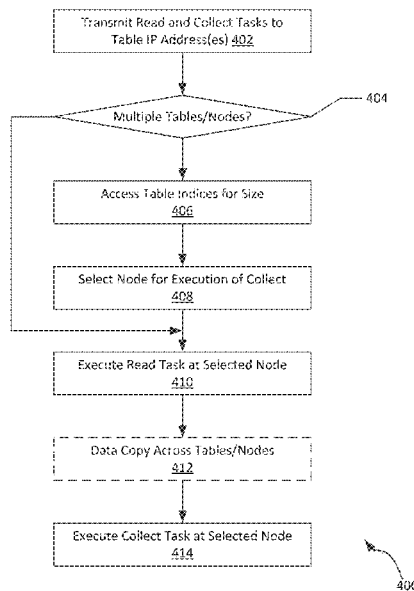 Transmit Read and Collect Tasks to
Table IP Address(es) 402
Multiple Tables/Nodes?
404
Access Table Indices for Size
406
Select Node for Execution of Collect
408
Execute Read Task at Selected Node
410
Data Copy Across Tables/Nodes
412
Execute Collect Task at Selected Node
414
400